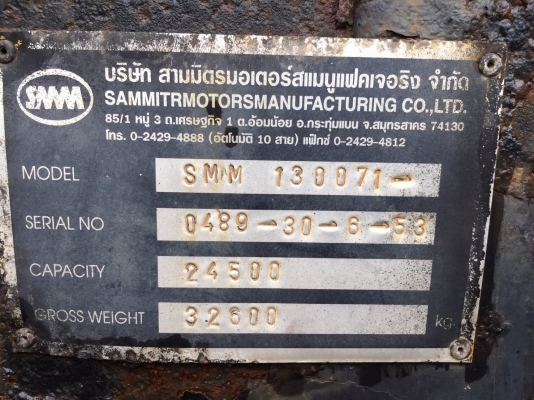 SMM
บริษัท สามมิตรมอเตอร์สแมนูแฟคเจอริง จำกัด
SAMMITRMOTORSMANUFACTURING CO.,LTD.
85/1 หมู่ 3 ถ.เศรษฐกิจ 1 ต.อ้อมน้อย อ.กระทุ่มแบน จ.สมุทรสาคร 74130
โทร. 0-2429-4888 (อัตโนมัติ 10 สาย) แฟ็กซ์ 0-2429-4812
MODEL SMM 130071-
SERIAL NO 0489-30-6-53
CAPACITY 24500
GROSS WEIGHT 32600 kg